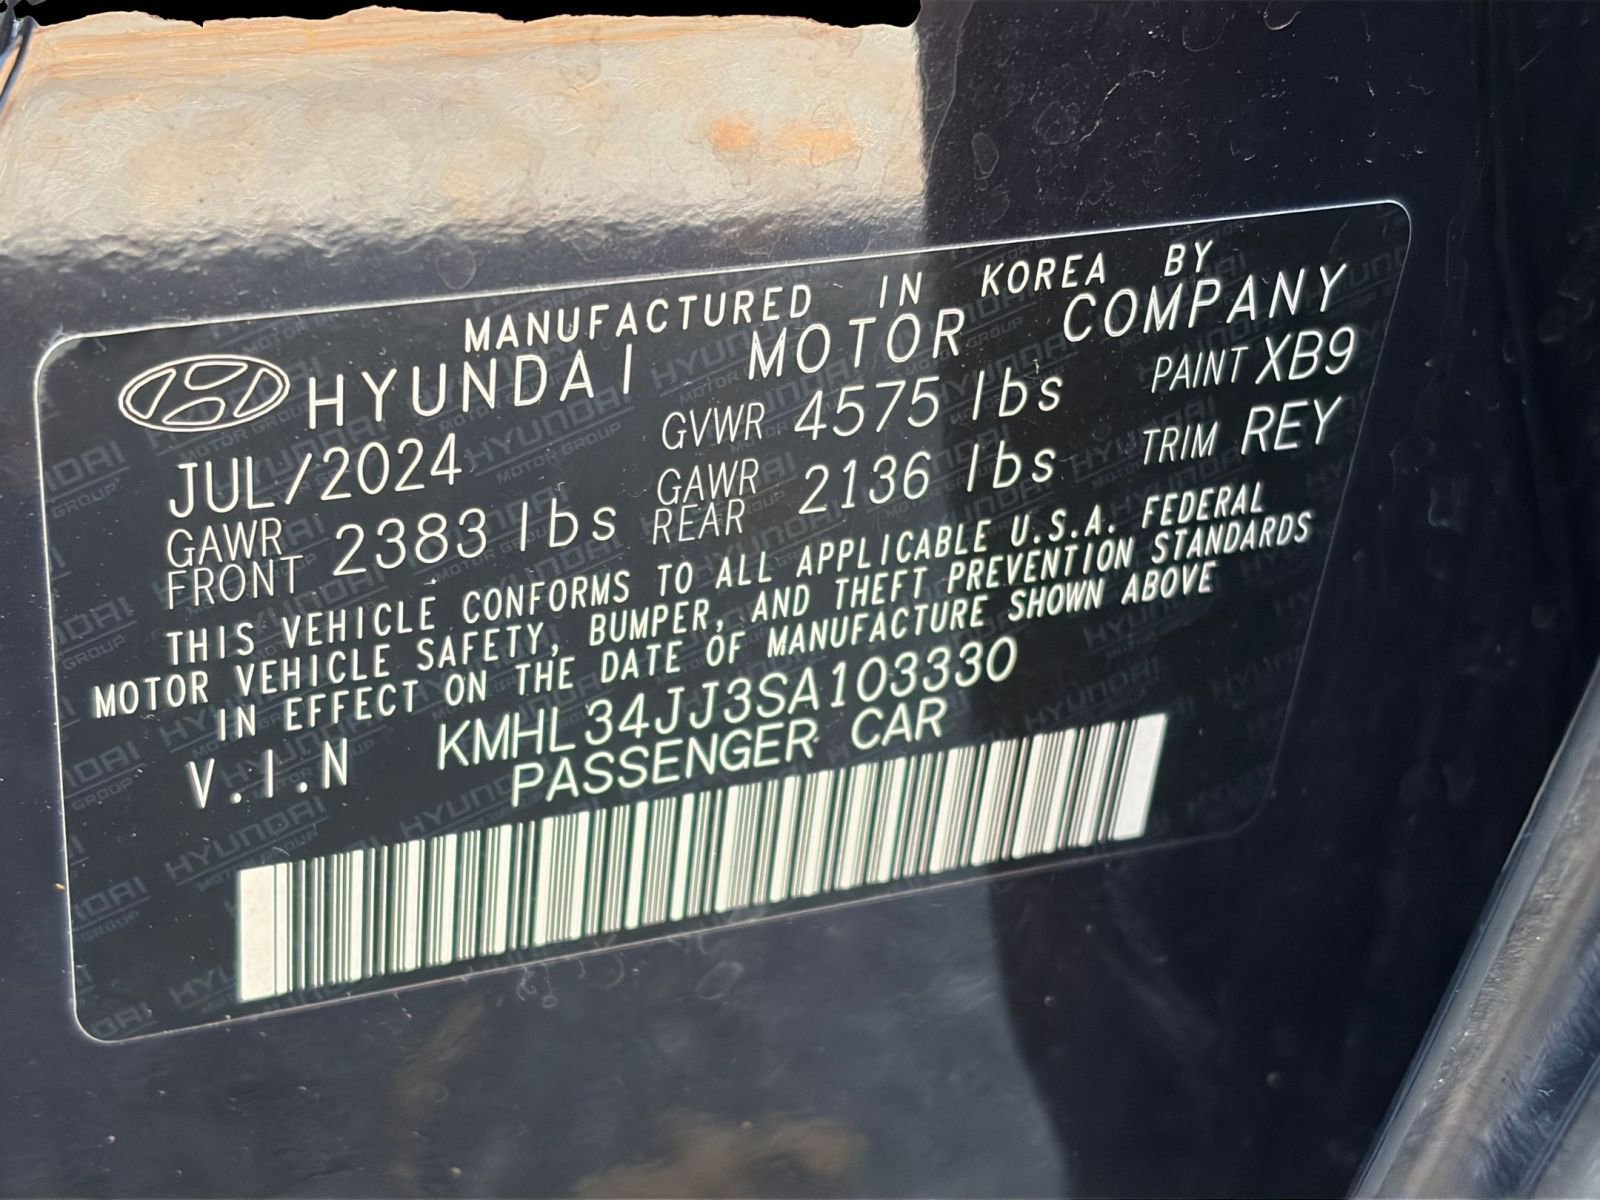 MANUFACTURED IN KOREA BY
HYUNDAI MOTOR COMPANY
JUL/2024 GVWR 4575 lbs PAINT XB9
GAWR FRONT 2383 lbs GAWR REAR 2136 lbs TRIM REY
THIS VEHICLE CONFORMS TO ALL APPLICABLE U.S.A. FEDERAL
MOTOR VEHICLE SAFETY, BUMPER, AND THEFT PREVENTION STANDARDS
IN EFFECT ON THE DATE OF MANUFACTURE SHOWN ABOVE
V.I.N KMHL34JJ3SA103330
PASSENGER CAR